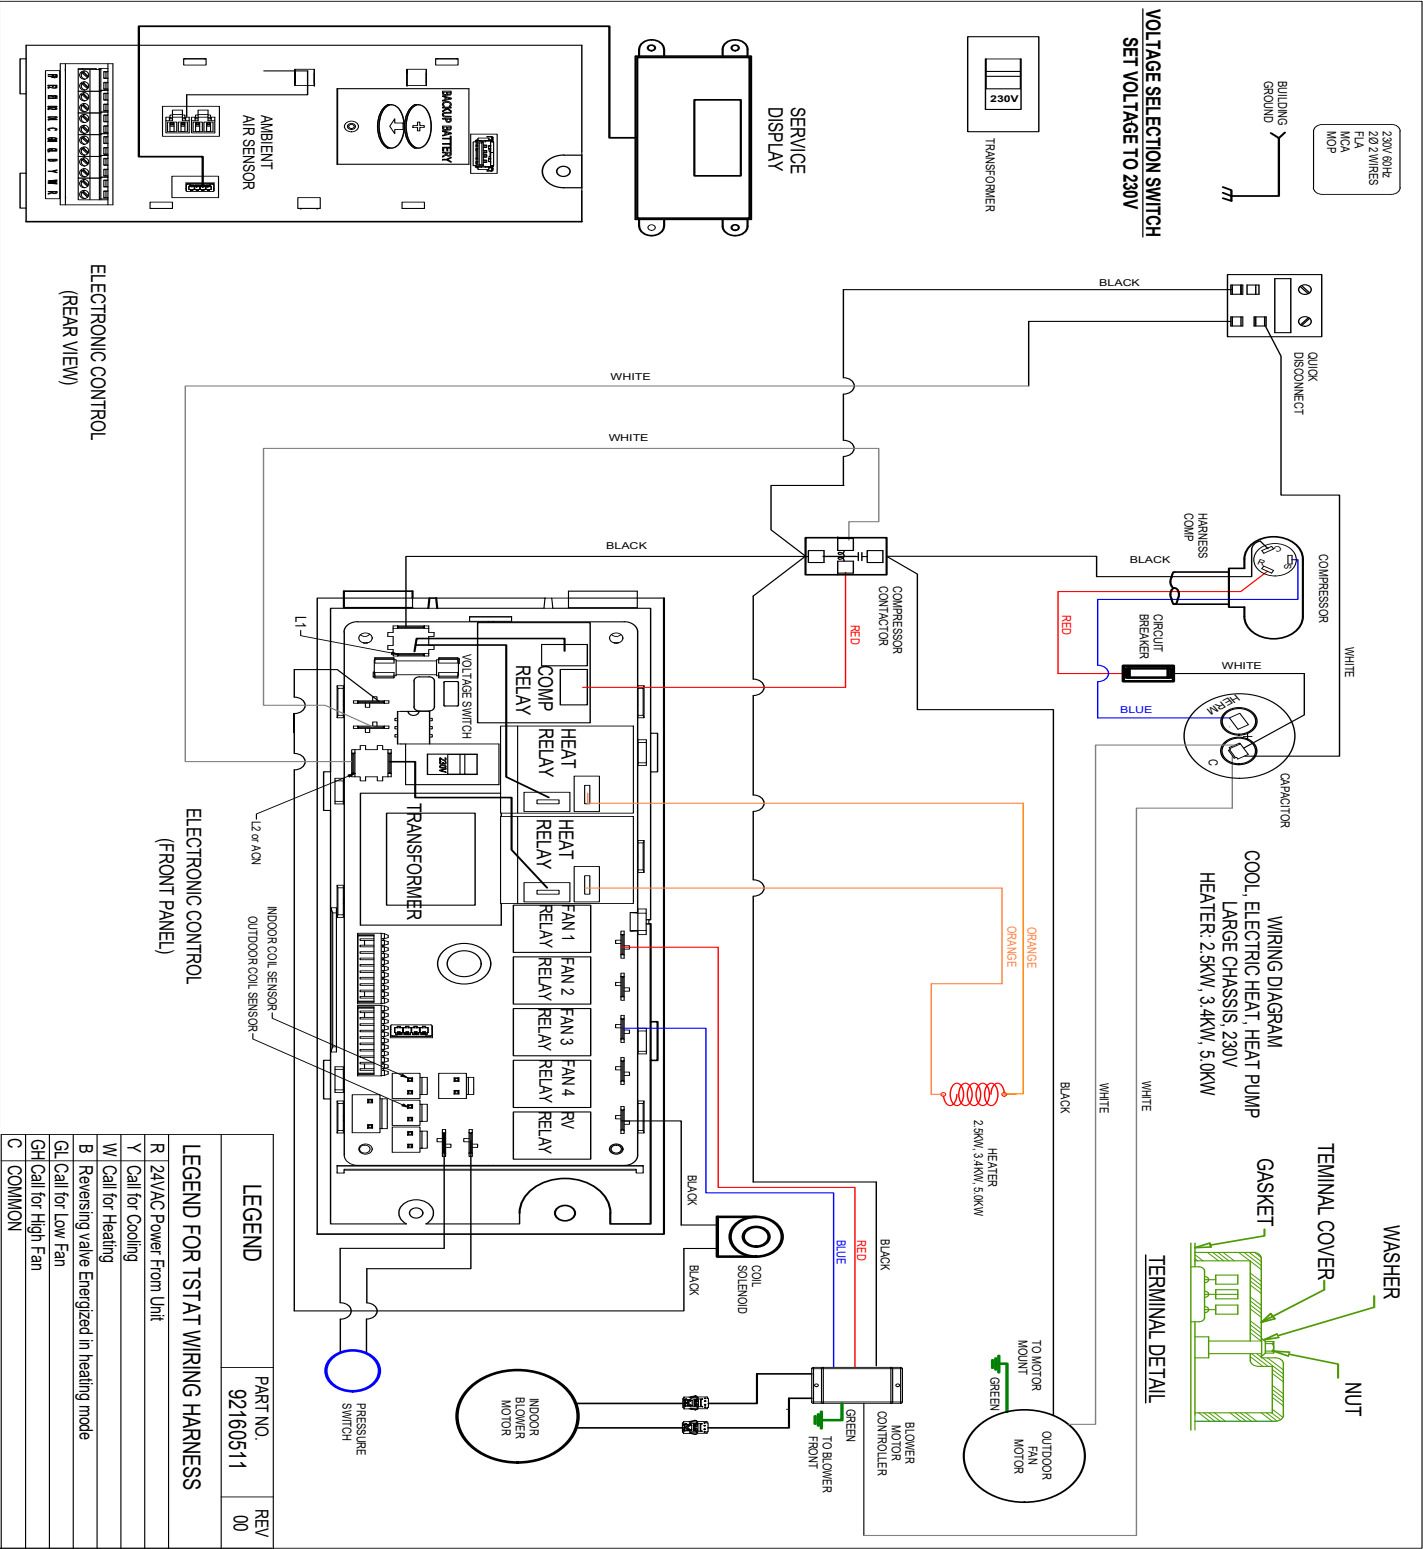 VOLTAGE SELECTION SWITCH
SET VOLTAGE TO 230V
230V
TRANSFORMER
BUILDING
GROUND
230V 60Hz
2Ø 2 WIRES
FLA
MCA
MOP
SERVICE
DISPLAY
BACKUP BATTERY
+
AMBIENT
AIR SENSOR
ELECTRONIC CONTROL
(REAR VIEW)
QUICK
DISCONNECT
BLACK
WHITE
WHITE
BLACK
COMPRESSOR
CONTACTOR
RED
BLACK
HARNESS
COMP
COMPRESSOR
C
S
R
WHITE
CIRCUIT
BREAKER
RED
WHITE
BLUE
HERM
C
CAPACITOR
L1
L2 or ACN
VOLTAGE SWITCH
230V
COMP
RELAY
HEAT
RELAY
HEAT
RELAY
TRANSFORMER
FAN 1
RELAY
FAN 2
RELAY
FAN 3
RELAY
FAN 4
RELAY
RV
RELAY
ELECTRONIC CONTROL
(FRONT PANEL)
INDOOR COIL SENSOR
OUTDOOR COIL SENSOR
ORANGE
ORANGE
HEATER
2.5KW, 3.4KW, 5.0KW
BLACK
WHITE
WHITE
WIRING DIAGRAM
COOL, ELECTRIC HEAT, HEAT PUMP
LARGE CHASSIS, 230V
HEATER: 2.5KW, 3.4KW, 5.0KW
WASHER
TEMINAL COVER
GASKET
NUT
TERMINAL DETAIL
BLACK
BLACK
COIL
SOLENOID
BLACK
RED
BLUE
TO MOTOR
MOUNT
GREEN
OUTDOOR
FAN
MOTOR
BLOWER
MOTOR
CONTROLLER
GREEN
TO BLOWER
FRONT
INDOOR
BLOWER
MOTOR
PRESSURE
SWITCH
LEGEND
PART NO.
92160511
REV
00
LEGEND FOR TSTAT WIRING HARNESS
R 24VAC Power From Unit
Y Call for Cooling
W Call for Heating
B Reversing valve Energized in heating mode
GL Call for Low Fan
GH Call for High Fan
C COMMON